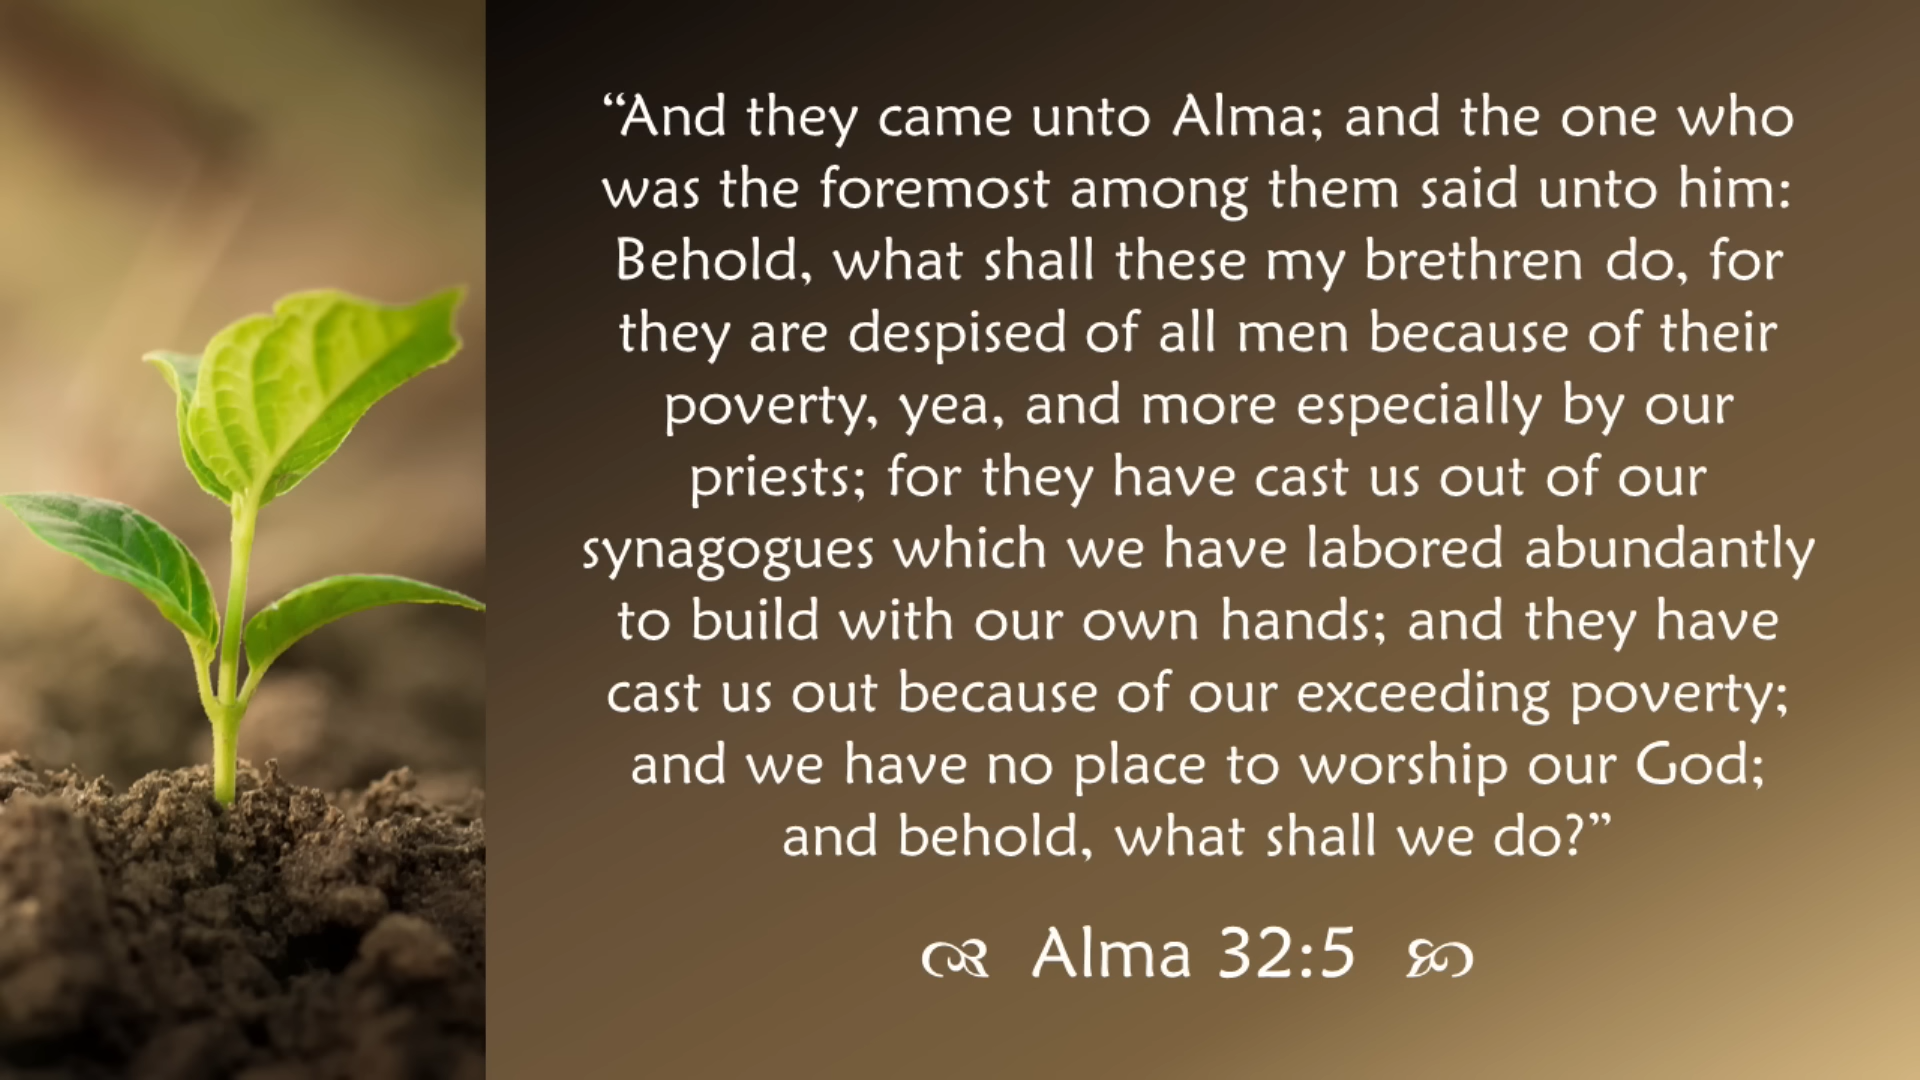 “And they came unto Alma; and the one who
was the foremost among them said unto him:
Behold, what shall these my brethren do, for
they are despised of all men because of their
poverty, yea, and more especially by our
priests; for they have cast us out of our
synagogues which we have labored abundantly
to build with our own hands; and they have
cast us out because of our exceeding poverty;
and we have no place to worship our God;
and behold, what shall we do?”
Alma 32:5